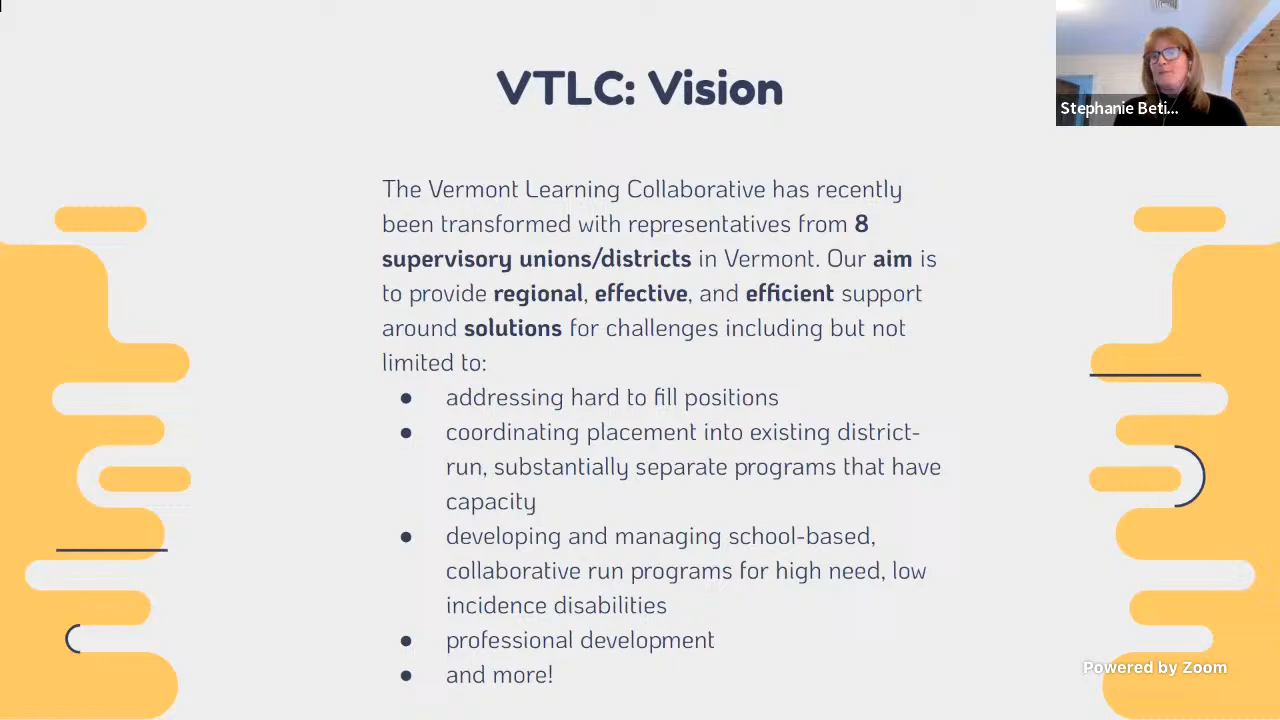 VTLC: Vision
Stephanie Beti...
The Vermont Learning Collaborative has recently
been transformed with representatives from 8
supervisory unions/districts in Vermont. Our aim is
to provide regional, effective, and efficient support
around solutions for challenges including but not
limited to:
● addressing hard to fill positions
● coordinating placement into existing district-
run, substantially separate programs that have
capacity
● developing and managing school-based,
collaborative run programs for high need, low
incidence disabilities
● professional development
● and more!
Powered by Zoom